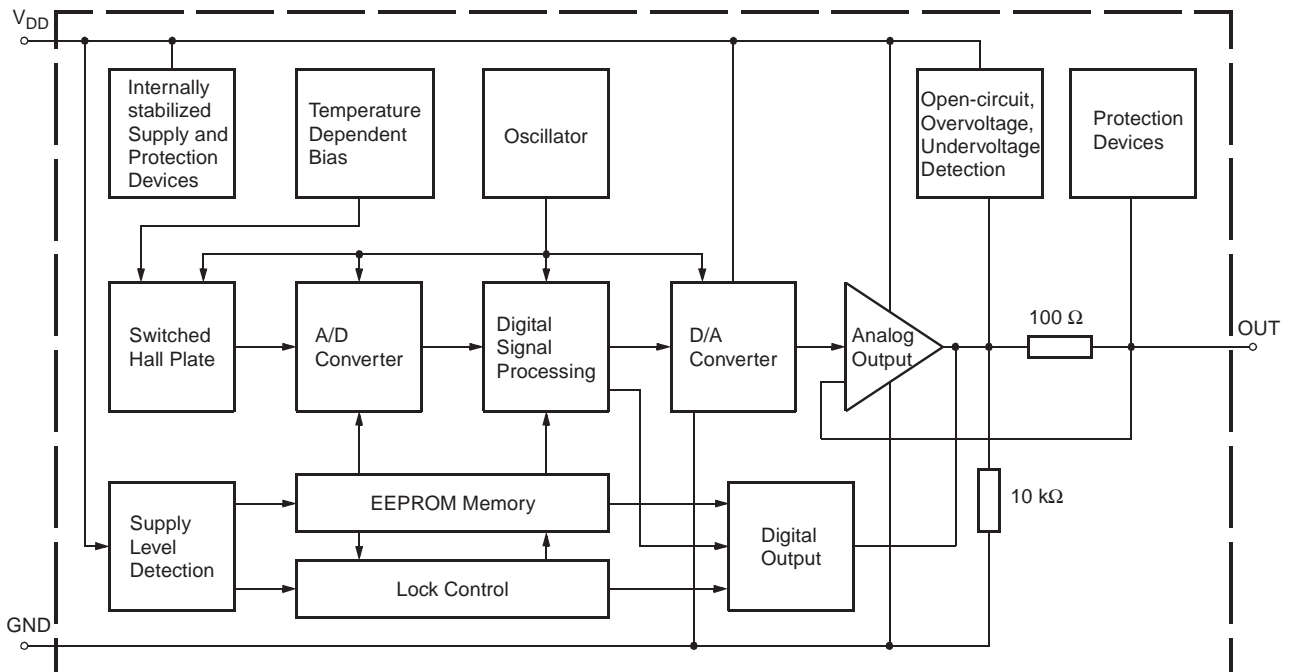 VDD
Internally
stabilized
Supply and
Protection
Devices
Temperature
Dependent
Bias
Oscillator
Open-circuit,
Overvoltage,
Undervoltage
Detection
Protection
Devices
Switched
Hall Plate
A/D
Converter
Digital
Signal
Processing
D/A
Converter
Analog
Output
100 Ω
OUT
Supply
Level
Detection
EEPROM Memory
Lock Control
Digital
Output
10 kΩ
GND